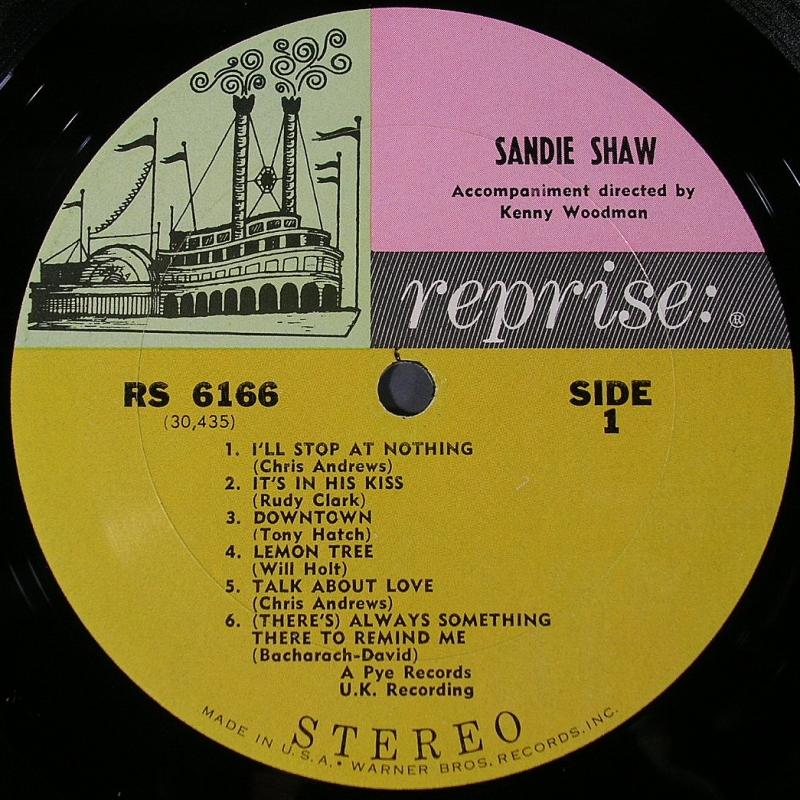 SANDIE SHAW
Accompaniment directed by
Kenny Woodman
reprise:®
RS 6166
(30,435)
SIDE
1
1. I'LL STOP AT NOTHING
(Chris Andrews)
2. IT'S IN HIS KISS
(Rudy Clark)
3. DOWNTOWN
(Tony Hatch)
4. LEMON TREE
(Will Holt)
5. TALK ABOUT LOVE
(Chris Andrews)
6. (THERE'S) ALWAYS SOMETHING
THERE TO REMIND ME
(Bacharach-David)
A Pye Records
U.K. Recording
STEREO
MADE IN U.S.A. • WARNER BROS. RECORDS, INC.